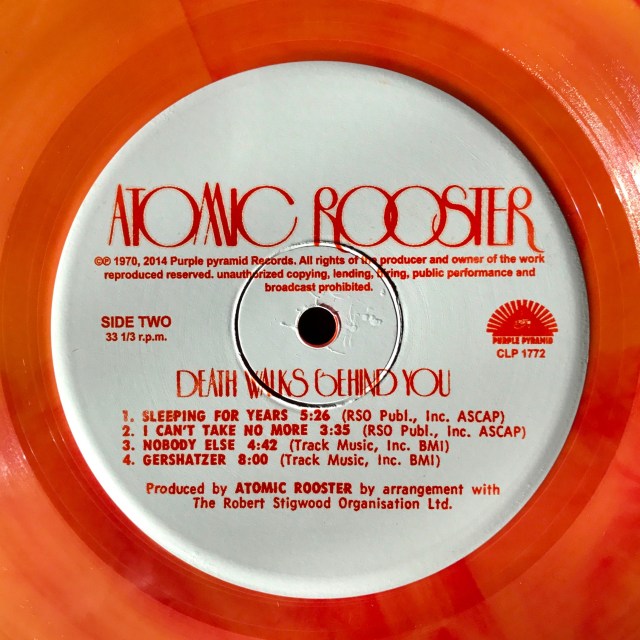 ATOMIC ROOSTER
©℗ 1970, 2014 Purple pyramid Records. All rights of the producer and owner of the work
reproduced reserved. unauthorized copying, lending, hiring, public performance and
broadcast prohibited.
SIDE TWO
33 1/3 r.p.m.
PURPLE PYRAMID
CLP 1772
DEATH WALKS BEHIND YOU
1. SLEEPING FOR YEARS 5:26 (RSO Publ., Inc. ASCAP)
2. I CAN'T TAKE NO MORE 3:35 (RSO Publ., Inc. ASCAP)
3. NOBODY ELSE 4:42 (Track Music, Inc. BMI)
4. GERSHATZER 8:00 (Track Music, Inc. BMI)
Produced by ATOMIC ROOSTER by arrangement with
The Robert Stigwood Organisation Ltd.